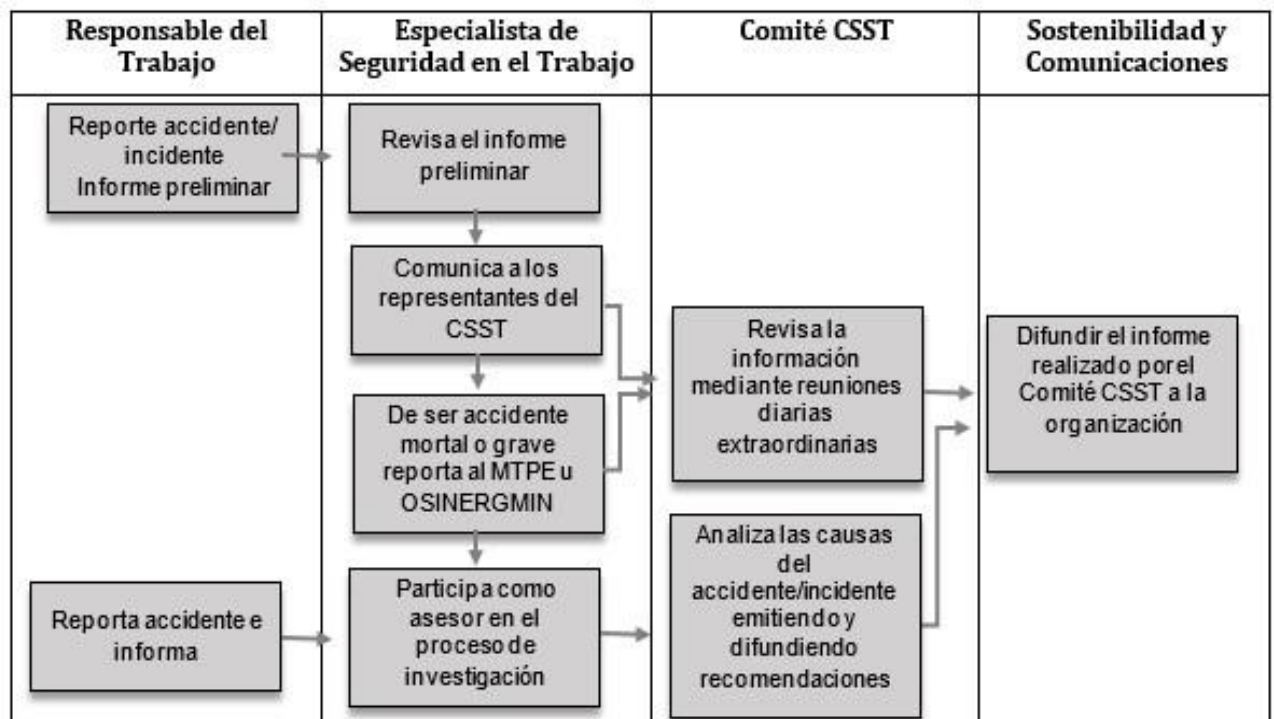 Responsable del
Trabajo
Especialista de
Seguridad en el Trabajo
Comité CSST
Sostenibilidad y
Comunicaciones
Reporte accidente/
incidente
Informe preliminar
Revisa el informe
preliminar
Comunica a los
representantes del
CSST
De ser accidente
mortal o grave
reporta al MTPE u
OSINERGMIN
Reporta accidente e
informa
Participa como
asesor en el
proceso de
investigación
Revisa la
información
mediante reuniones
diarias
extraordinarias
Analiza las causas
del
accidente/incidente
emitiendo y
difundiendo
recomendaciones
Difundir el informe
realizado por el
Comité CSST a la
organización